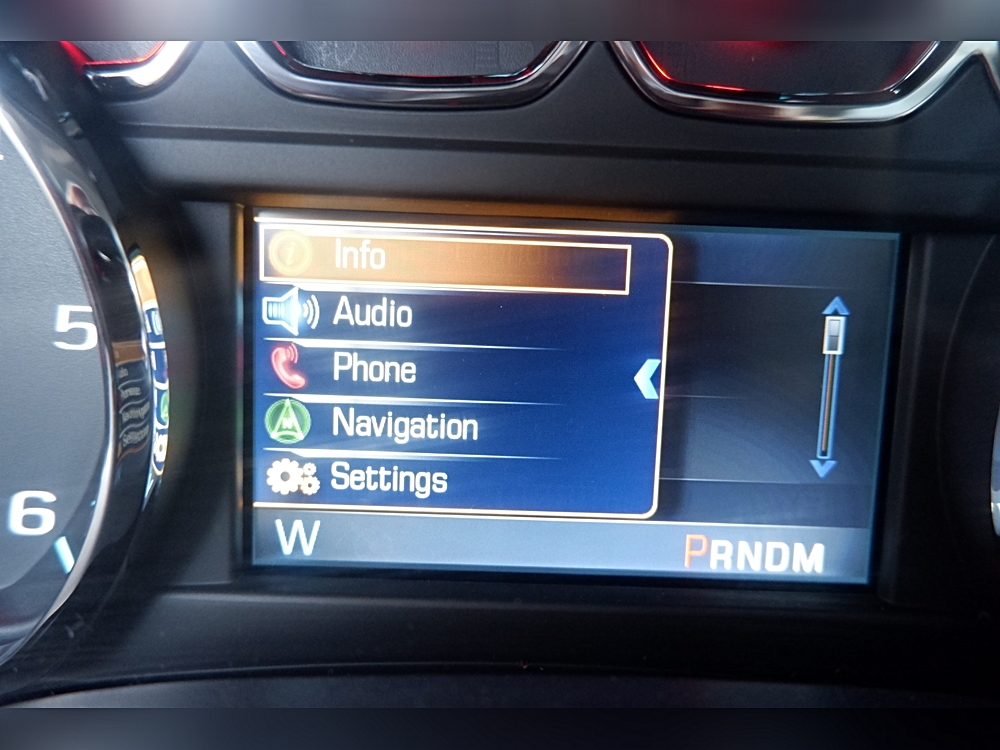 Info
Audio
Phone
Navigation
Settings
W
PRNDM
5
6